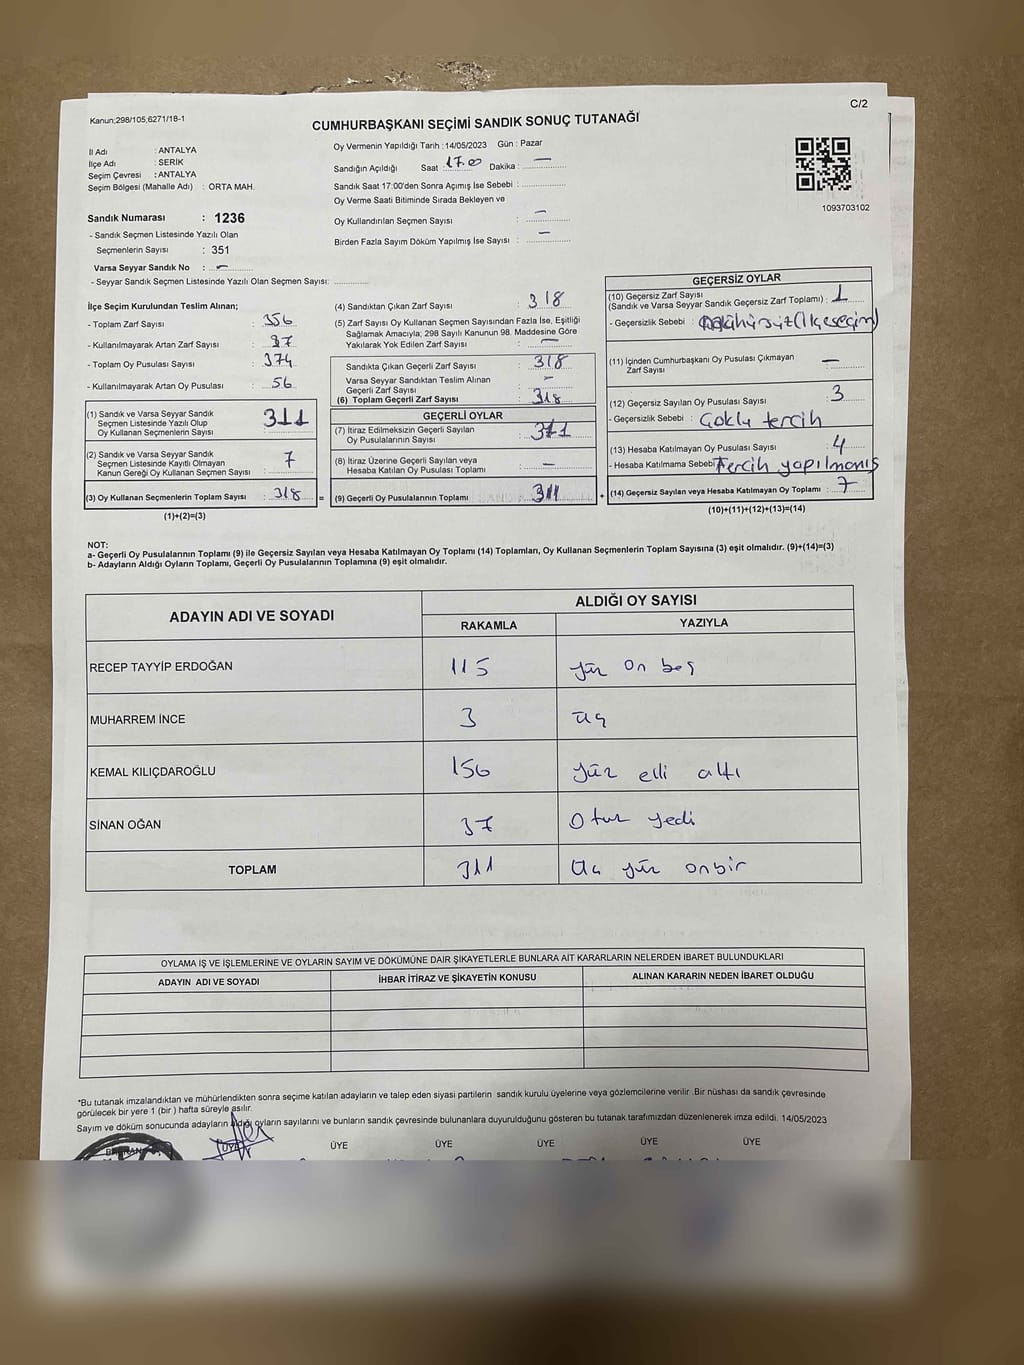 C/2
Kanun;298/105,6271/18-1
CUMHURBAŞKANI SEÇİMİ SANDIK SONUÇ TUTANAĞI
İl Adı : ANTALYA
İlçe Adı : SERİK
Seçim Çevresi : ANTALYA
Seçim Bölgesi (Mahalle Adı) : ORTA MAH.
Sandık Numarası : 1236
- Sandık Seçmen Listesinde Yazılı Olan
Seçmenlerin Sayısı : 351
Varsa Seyyar Sandık No : -
- Seyyar Sandık Seçmen Listesinde Yazılı Olan Seçmen Sayısı:
Oy Vermenin Yapıldığı Tarih : 14/05/2023 Gün : Pazar
Sandığın Açıldığı Saat 17.00 Dakika : -
Sandık Saat 17:00'den Sonra Açımış İse Sebebi :
Oy Verme Saati Bitiminde Sırada Bekleyen ve
Oy Kullandırılan Seçmen Sayısı : -
Birden Fazla Sayım Döküm Yapılmış İse Sayısı : -
1093703102
İlçe Seçim Kurulundan Teslim Alınan;
- Toplam Zarf Sayısı : 356
- Kullanılmayarak Artan Zarf Sayısı :
- Toplam Oy Pusulası Sayısı : 374
- Kullanılmayarak Artan Oy Pusulası : 56
(1) Sandık ve Varsa Seyyar Sandık
Seçmen Listesinde Yazılı Olup
Oy Kullanan Seçmenlerin Sayısı : 311
(2) Sandık ve Varsa Seyyar Sandık
Seçmen Listesinde Kayıtlı Olmayan
Kanun Gereği Oy Kullanan Seçmen Sayısı : 7
(3) Oy Kullanan Seçmenlerin Toplam Sayısı : 318 =
(1)+(2)=(3)
(4) Sandıktan Çıkan Zarf Sayısı : 318
(5) Zarf Sayısı Oy Kullanan Seçmen Sayısından Fazla İse, Eşitliği
Sağlamak Amacıyla; 298 Sayılı Kanunun 98. Maddesine Göre
Yakılarak Yok Edilen Zarf Sayısı : -
Sandıkta Çıkan Geçerli Zarf Sayısı : 318
Varsa Seyyar Sandıktan Teslim Alınan
Geçerli Zarf Sayısı : -
(6) Toplam Geçerli Zarf Sayısı : 318
GEÇERLİ OYLAR
(7) İtiraz Edilmeksizin Geçerli Sayılan
Oy Pusulalarının Sayısı : 311
(8) İtiraz Üzerine Geçerli Sayılan veya
Hesaba Katılan Oy Pusulası Toplamı : -
(9) Geçerli Oy Pusulalarının Toplamı : 311 +
GEÇERSİZ OYLAR
(10) Geçersiz Zarf Sayısı
(Sandık ve Varsa Seyyar Sandık Geçersiz Zarf Toplamı) : 1
- Geçersizlik Sebebi : (İlçe seçim)
(11) İçinden Cumhurbaşkanı Oy Pusulası Çıkmayan
Zarf Sayısı : -
(12) Geçersiz Sayılan Oy Pusulası Sayısı : 3
- Geçersizlik Sebebi : Çoklu tercih
(13) Hesaba Katılmayan Oy Pusulası Sayısı : 4
- Hesaba Katılmama Sebebi : Tercih yapılmamış
(14) Geçersiz Sayılan veya Hesaba Katılmayan Oy Toplamı : 7
(10)+(11)+(12)+(13)=(14)
NOT:
a- Geçerli Oy Pusulalarının Toplamı (9) ile Geçersiz Sayılan veya Hesaba Katılmayan Oy Toplamı (14) Toplamları, Oy Kullanan Seçmenlerin Toplam Sayısına (3) eşit olmalıdır. (9)+(14)=(3)
b- Adayların Aldığı Oyların Toplamı, Geçerli Oy Pusulalarının Toplamına (9) eşit olmalıdır.
ADAYIN ADI VE SOYADI ALDIĞI OY SAYISI
RAKAMLA YAZIYLA
RECEP TAYYİP ERDOĞAN 115 yüz on beş
MUHARREM İNCE 3 üç
KEMAL KILIÇDAROĞLU 156 yüz elli altı
SİNAN OĞAN 37 Otuz yedi
TOPLAM 311 Üç yüz onbir
OYLAMA İŞ VE İŞLEMLERİNE VE OYLARIN SAYIM VE DÖKÜMÜNE DAİR ŞİKAYETLERLE BUNLARA AİT KARARLARIN NELERDEN İBARET BULUNDUKLARI
ADAYIN ADI VE SOYADI İHBAR İTİRAZ VE ŞİKAYETİN KONUSU ALINAN KARARIN NEDEN İBARET OLDUĞU
*Bu tutanak imzalandıktan ve mühürlendikten sonra seçime katılan adayların ve talep eden siyasi partilerin sandık kurulu üyelerine veya gözlemcilerine verilir .Bir nüshası da sandık çevresinde
görülecek bir yere 1 (bir ) hafta süreyle asılır.
Sayım ve döküm sonucunda adayların aldığı oyların sayılarını ve bunların sandık çevresinde bulunanlara duyurulduğunu gösteren bu tutanak tarafımızdan düzenlenerek imza edildi. 14/05/2023
BAŞKAN ÜYE ÜYE ÜYE ÜYE ÜYE ÜYE